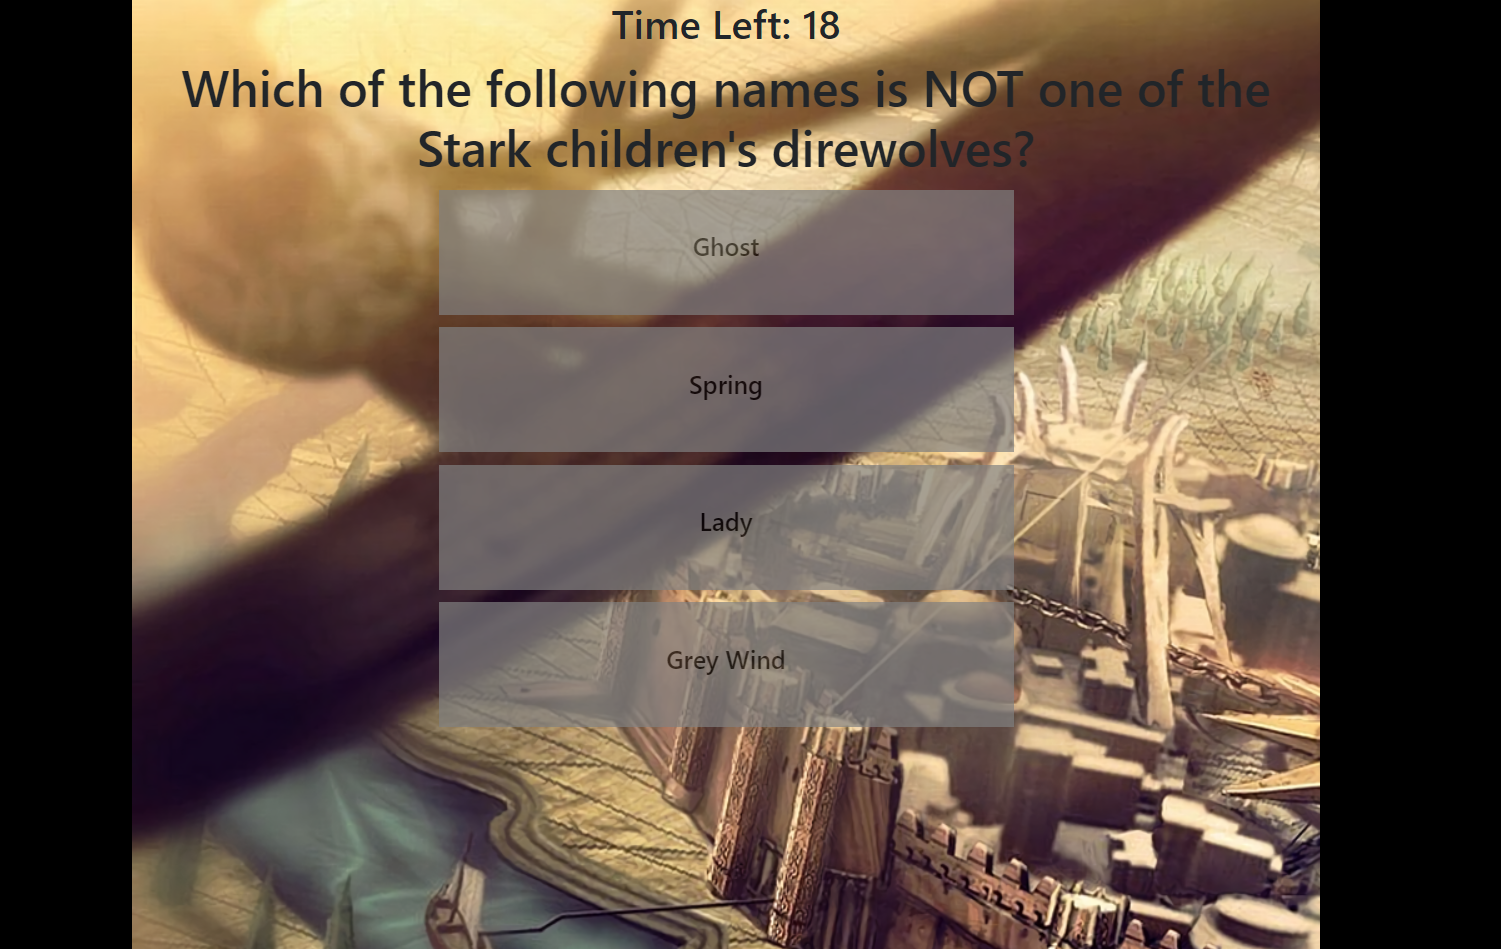 Time Left: 18
Which of the following names is NOT one of the
Stark children's direwolves?
Ghost
Spring
Lady
Grey Wind